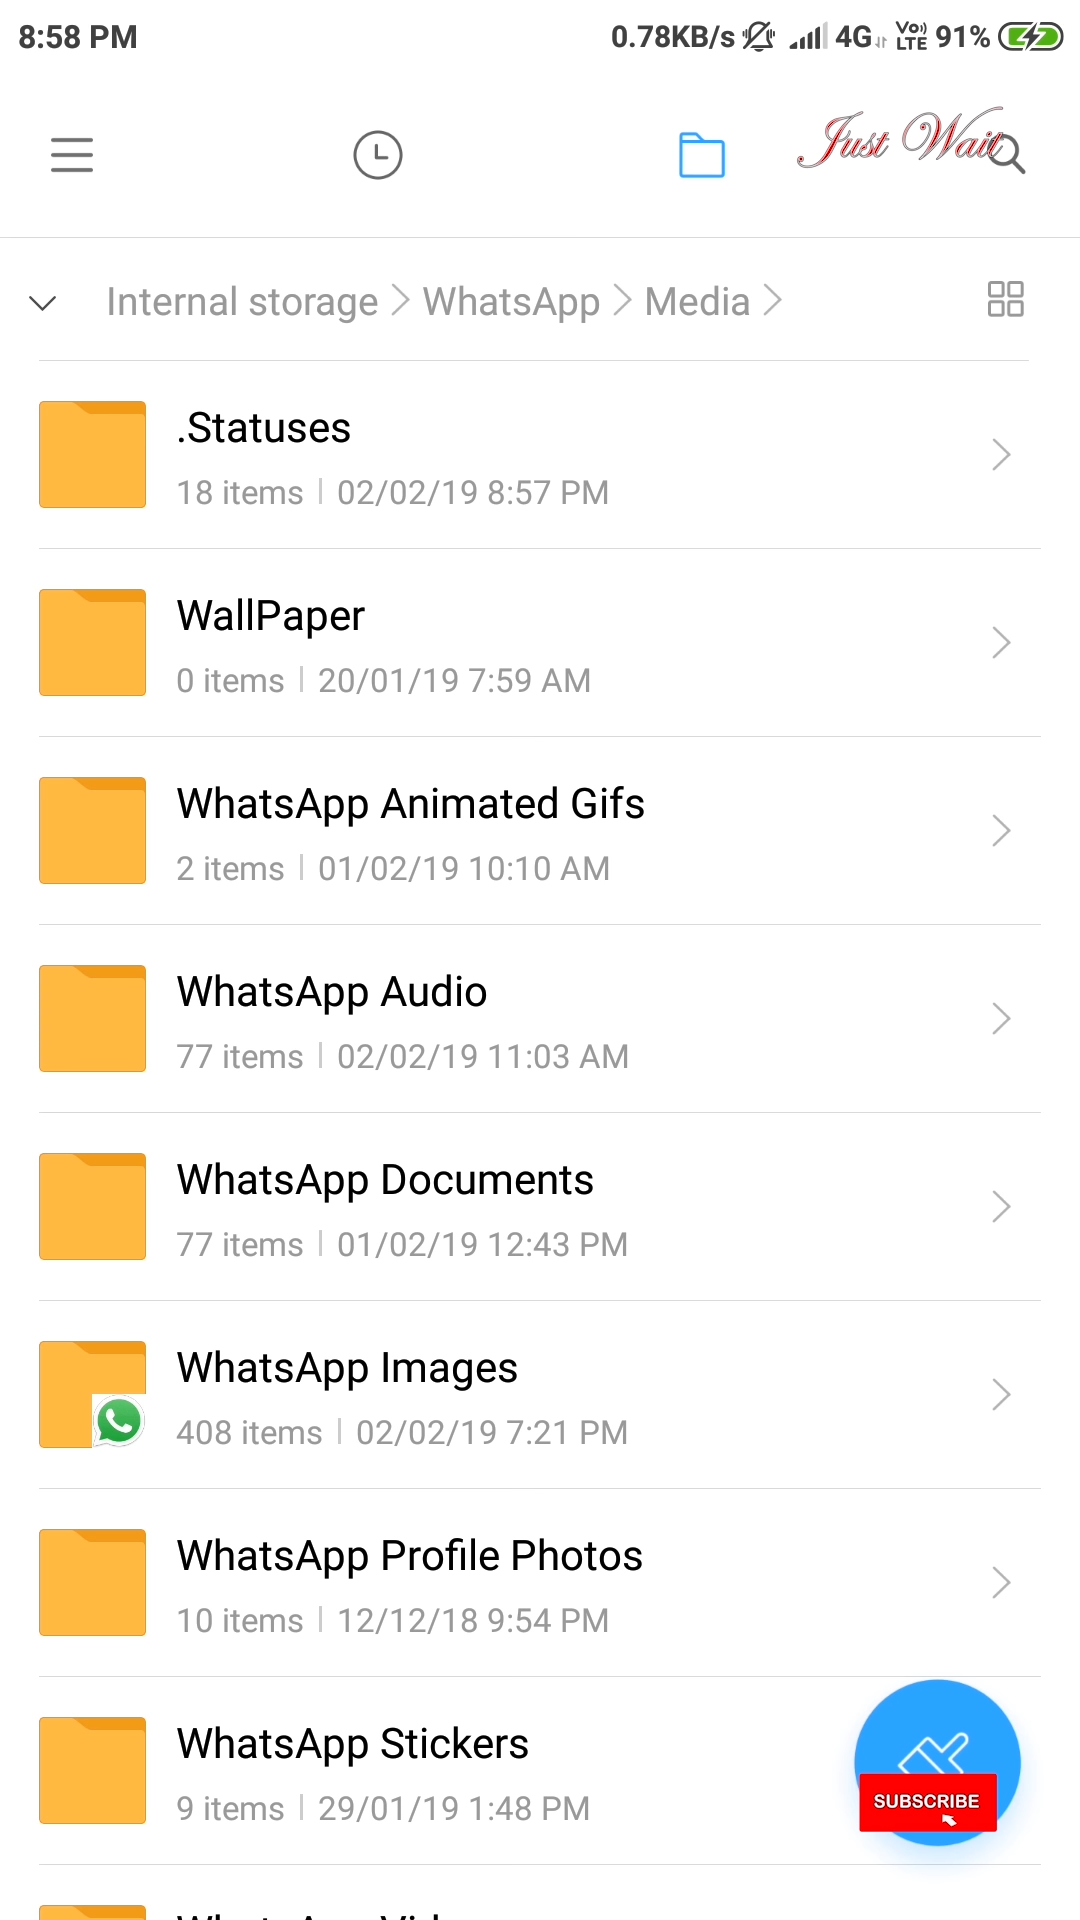 8:58 PM 0.78KB/s 4G Vo)) LTE 91%
Just Wait
Internal storage > WhatsApp > Media >
.Statuses
18 items | 02/02/19 8:57 PM
WallPaper
0 items | 20/01/19 7:59 AM
WhatsApp Animated Gifs
2 items | 01/02/19 10:10 AM
WhatsApp Audio
77 items | 02/02/19 11:03 AM
WhatsApp Documents
77 items | 01/02/19 12:43 PM
WhatsApp Images
408 items | 02/02/19 7:21 PM
WhatsApp Profile Photos
10 items | 12/12/18 9:54 PM
WhatsApp Stickers
9 items | 29/01/19 1:48 PM
SUBSCRIBE